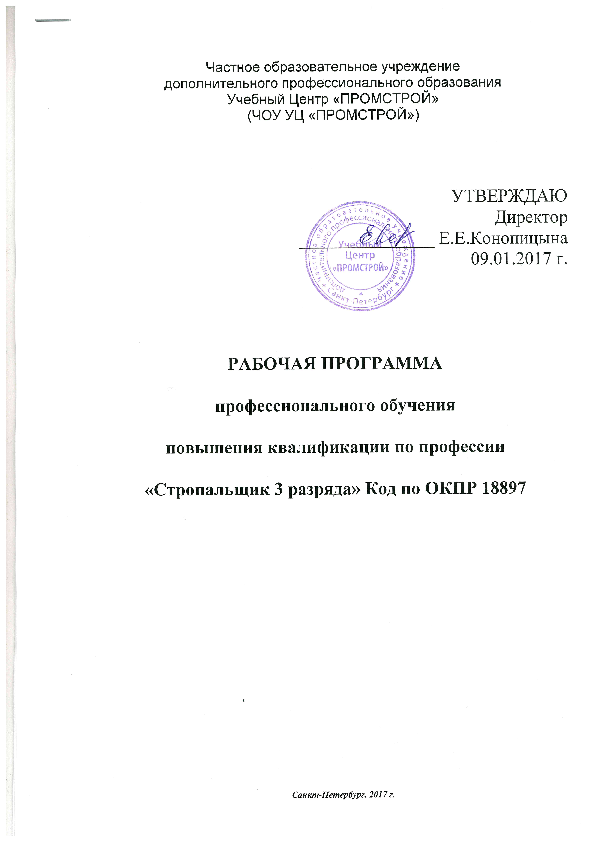 Частное образовательное учреждение
дополнительного профессионального образования
Учебный Центр «ПРОМСТРОЙ»
(ЧОУ УЦ «ПРОМСТРОЙ»)
УТВЕРЖДАЮ
Директор
Е.Е.Конопицына
09.01.2017 г.
Учебный
Центр
«ПРОМСТРОЙ»
Санкт-Петербург
РАБОЧАЯ ПРОГРАММА
профессионального обучения
повышения квалификации по профессии
«Стропальщик 3 разряда» Код по ОКПР 18897
Санкт-Петербург, 2017 г.